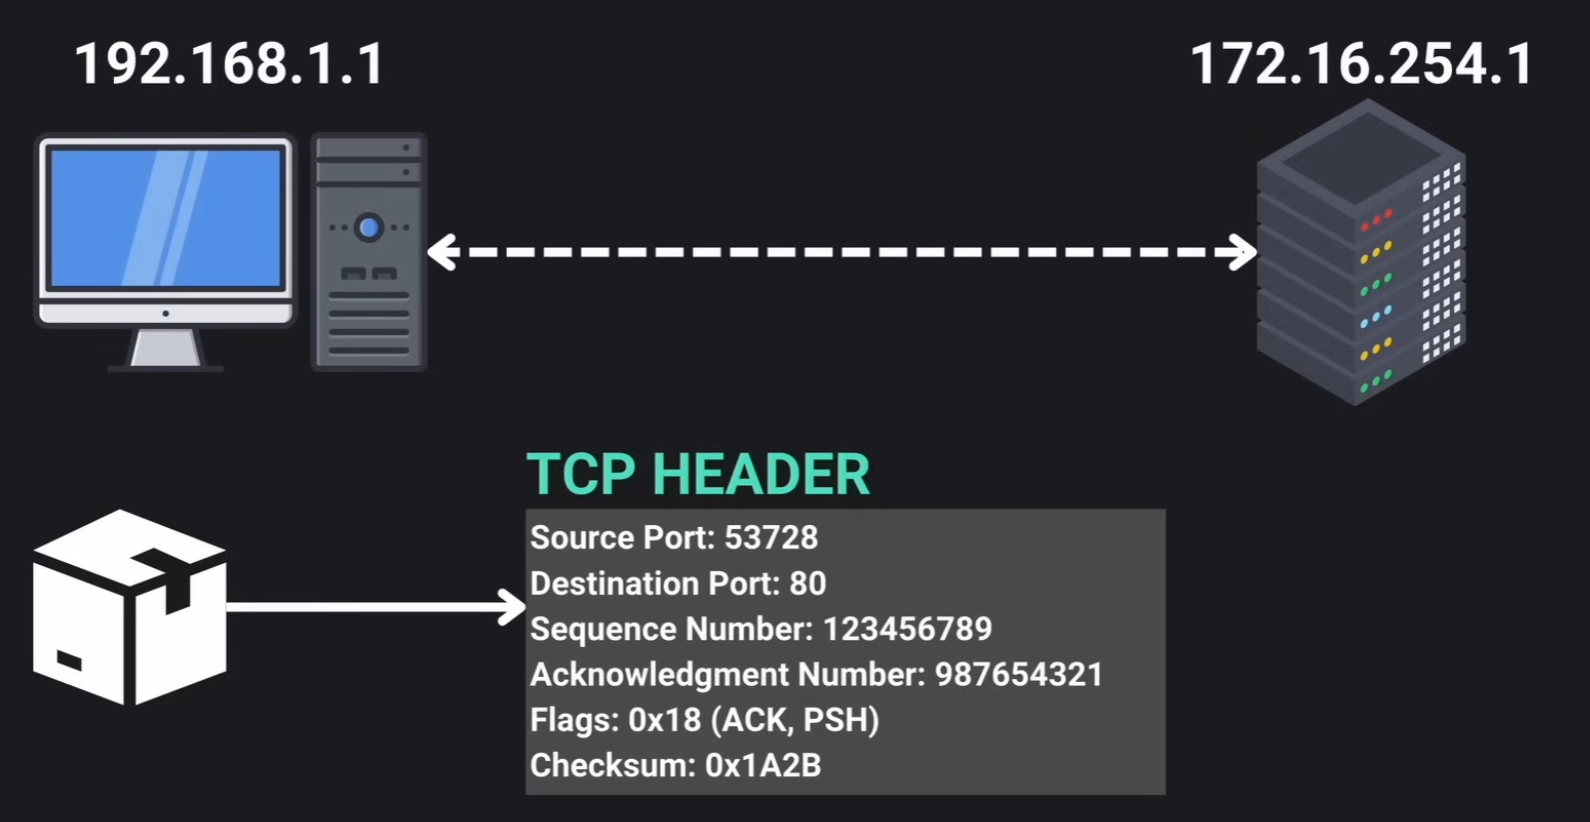 192.168.1.1
172.16.254.1
TCP HEADER
Source Port: 53728
Destination Port: 80
Sequence Number: 123456789
Acknowledgment Number: 987654321
Flags: 0x18 (ACK, PSH)
Checksum: 0x1A2B